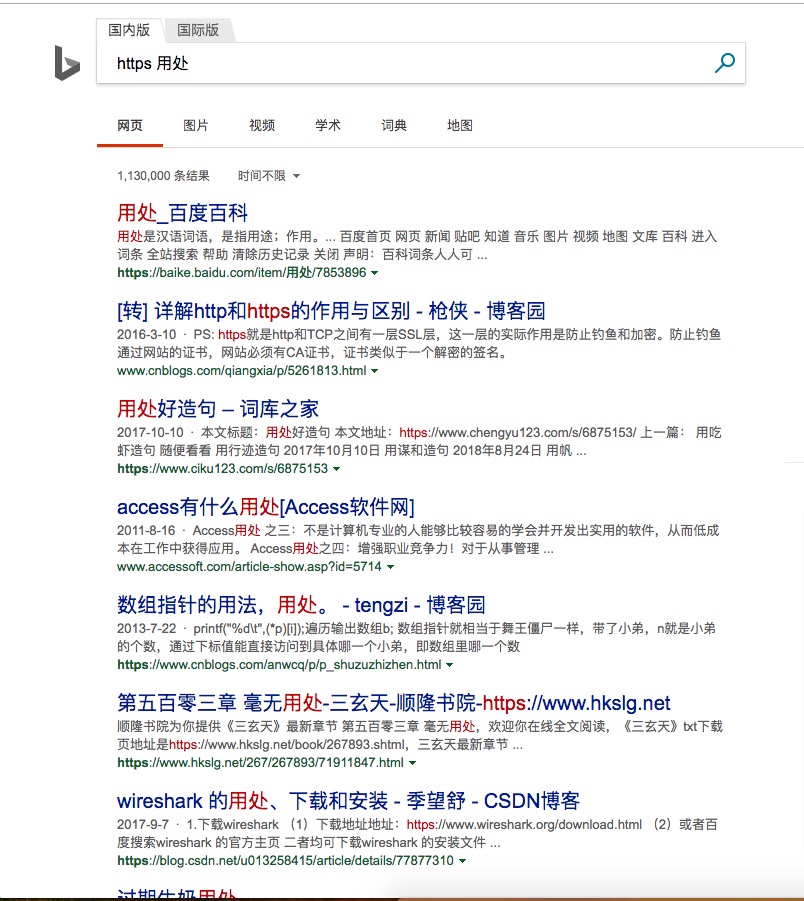 国内版 国际版
https 用处
网页 图片 视频 学术 词典 地图
1,130,000 条结果 时间不限
用处_百度百科
用处是汉语词语，是指用途；作用。... 百度首页 网页 新闻 贴吧 知道 音乐 图片 视频 地图 文库 百科 进入
词条 全站搜索 帮助 清除历史记录 关闭 声明：百科词条人人可 ...
https://baike.baidu.com/item/用处/7853896
[转] 详解http和https的作用与区别 - 枪侠 - 博客园
2016-3-10 · PS: https就是http和TCP之间有一层SSL层，这一层的实际作用是防止钓鱼和加密。防止钓鱼
通过网站的证书，网站必须有CA证书，证书类似于一个解密的签名。
www.cnblogs.com/qiangxia/p/5261813.html
用处好造句 – 词库之家
2017-10-10 · 本文标题：用处好造句 本文地址：https://www.chengyu123.com/s/6875153/ 上一篇： 用吃
虾造句 随便看看 用行迹造句 2017年10月10日 用谋和造句 2018年8月24日 用帆 ...
https://www.ciku123.com/s/6875153
access有什么用处[Access软件网]
2011-8-16 · Access用处 之三：不是计算机专业的人能够比较容易的学会并开发出实用的软件，从而低成
本在工作中获得应用。 Access用处之四：增强职业竞争力！对于从事管理 ...
www.accessoft.com/article-show.asp?id=5714
数组指针的用法，用处。 - tengzi - 博客园
2013-7-22 · printf("%d\t",(*p)[i]);遍历输出数组b; 数组指针就相当于舞王僵尸一样，带了小弟，n就是小弟
的个数，通过下标值能直接访问到具体哪一个小弟，即数组里哪一个数
https://www.cnblogs.com/anwcq/p/p_shuzuzhizhen.html
第五百零三章 毫无用处-三玄天-顺隆书院-https://www.hkslg.net
顺隆书院为你提供《三玄天》最新章节 第五百零三章 毫无用处，欢迎你在线全文阅读，《三玄天》txt下载
页地址是https://www.hkslg.net/book/267893.shtml，三玄天最新章节 ...
https://www.hkslg.net/267/267893/71911847.html
wireshark 的用处、下载和安装 - 季望舒 - CSDN博客
2017-9-7 · 1.下载wireshark （1）下载地址地址：https://www.wireshark.org/download.html （2）或者百
度搜索wireshark 的官方主页 二者均可下载wireshark 的安装文件 ...
https://blog.csdn.net/u013258415/article/details/77877310
过期牛奶用处